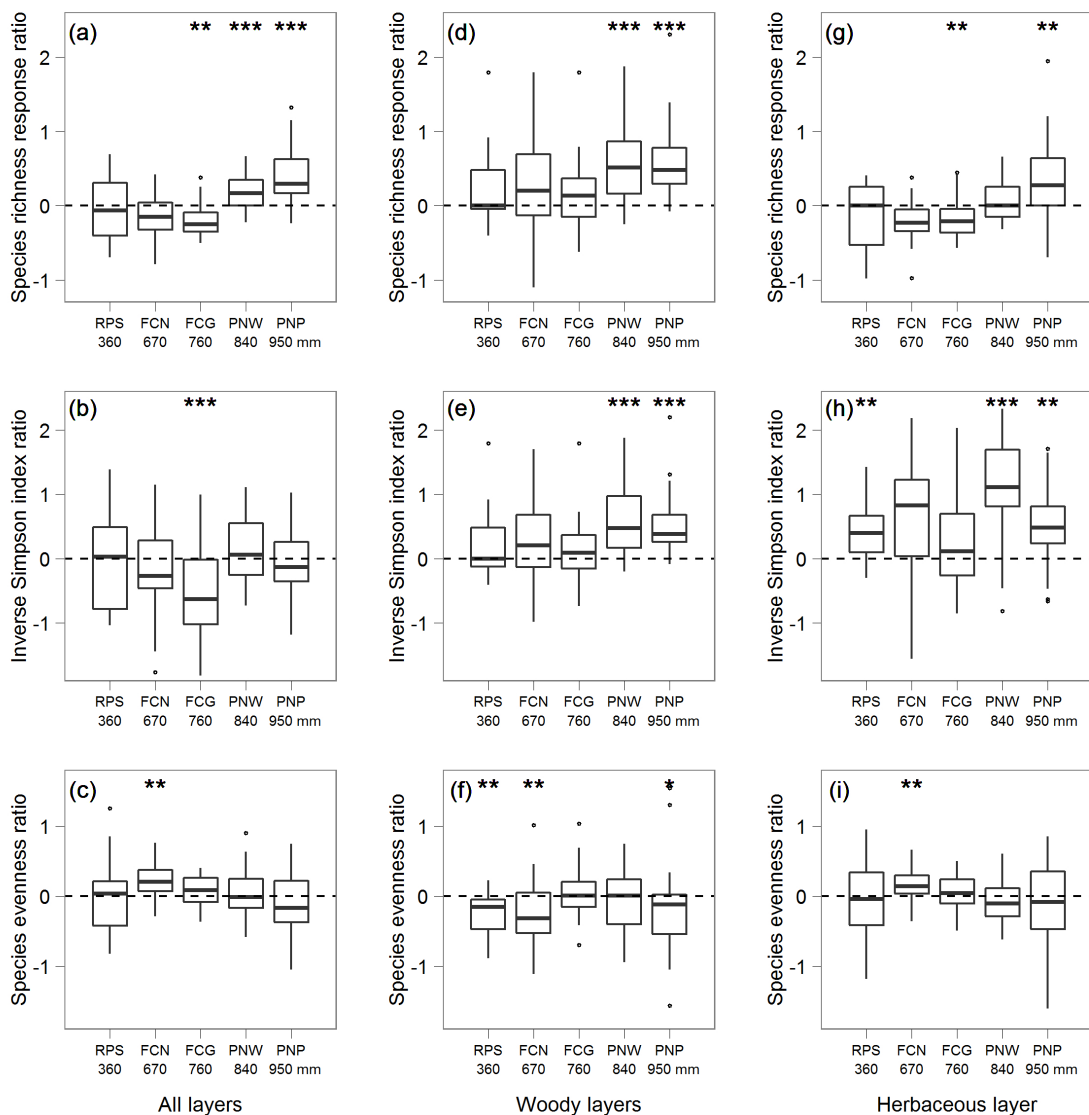 (a)
** *** ***
Species richness response ratio
2
1
0
-1
RPS FCN FCG PNW PNP
360 670 760 840 950 mm
(d)
*** ***
Species richness response ratio
2
1
0
-1
RPS FCN FCG PNW PNP
360 670 760 840 950 mm
(g)
** **
Species richness response ratio
2
1
0
-1
RPS FCN FCG PNW PNP
360 670 760 840 950 mm
(b)
***
Inverse Simpson index ratio
2
1
0
-1
RPS FCN FCG PNW PNP
360 670 760 840 950 mm
(e)
*** ***
Inverse Simpson index ratio
2
1
0
-1
RPS FCN FCG PNW PNP
360 670 760 840 950 mm
(h)
** *** **
Inverse Simpson index ratio
2
1
0
-1
RPS FCN FCG PNW PNP
360 670 760 840 950 mm
(c)
**
Species evenness ratio
1
0
-1
RPS FCN FCG PNW PNP
360 670 760 840 950 mm
All layers
(f)
** ** *
Species evenness ratio
1
0
-1
RPS FCN FCG PNW PNP
360 670 760 840 950 mm
Woody layers
(i)
**
Species evenness ratio
1
0
-1
RPS FCN FCG PNW PNP
360 670 760 840 950 mm
Herbaceous layer